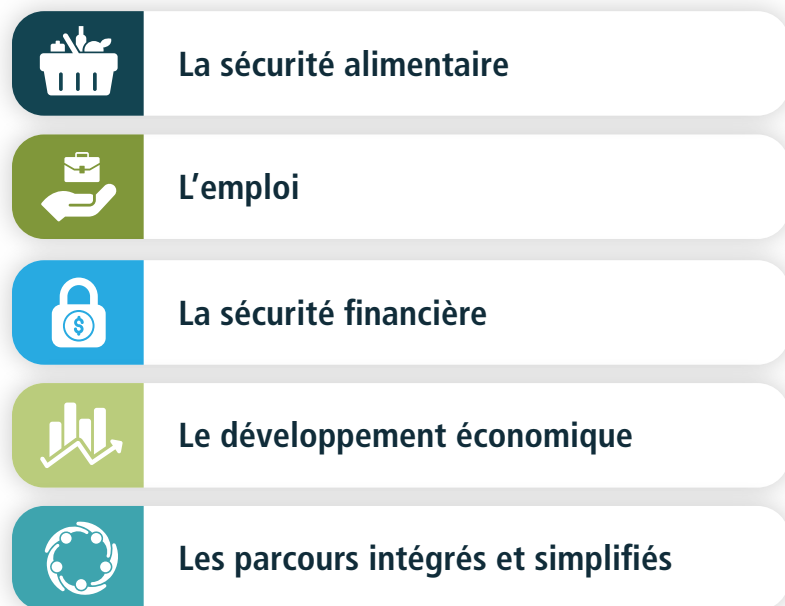 La sécurité alimentaire
L'emploi
$
La sécurité financière
Le développement économique
Les parcours intégrés et simplifiés